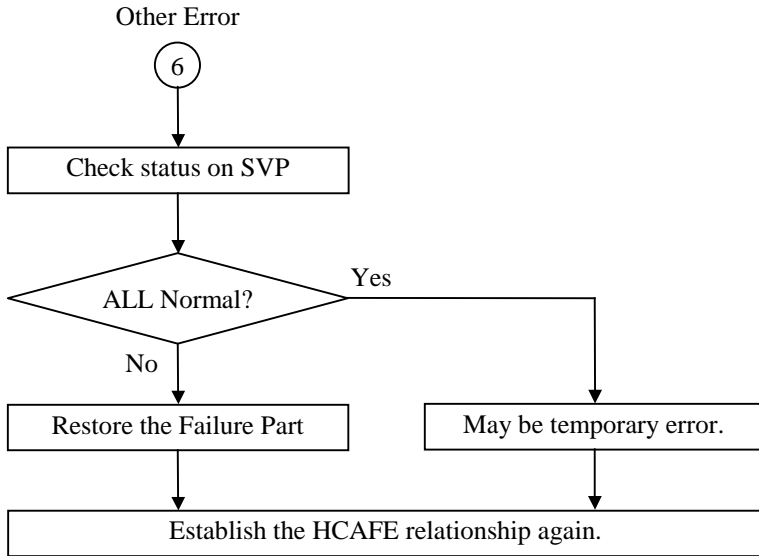 Other Error
6
Check status on SVP
ALL Normal?
Yes
No
Restore the Failure Part
May be temporary error.
Establish the HCAFE relationship again.